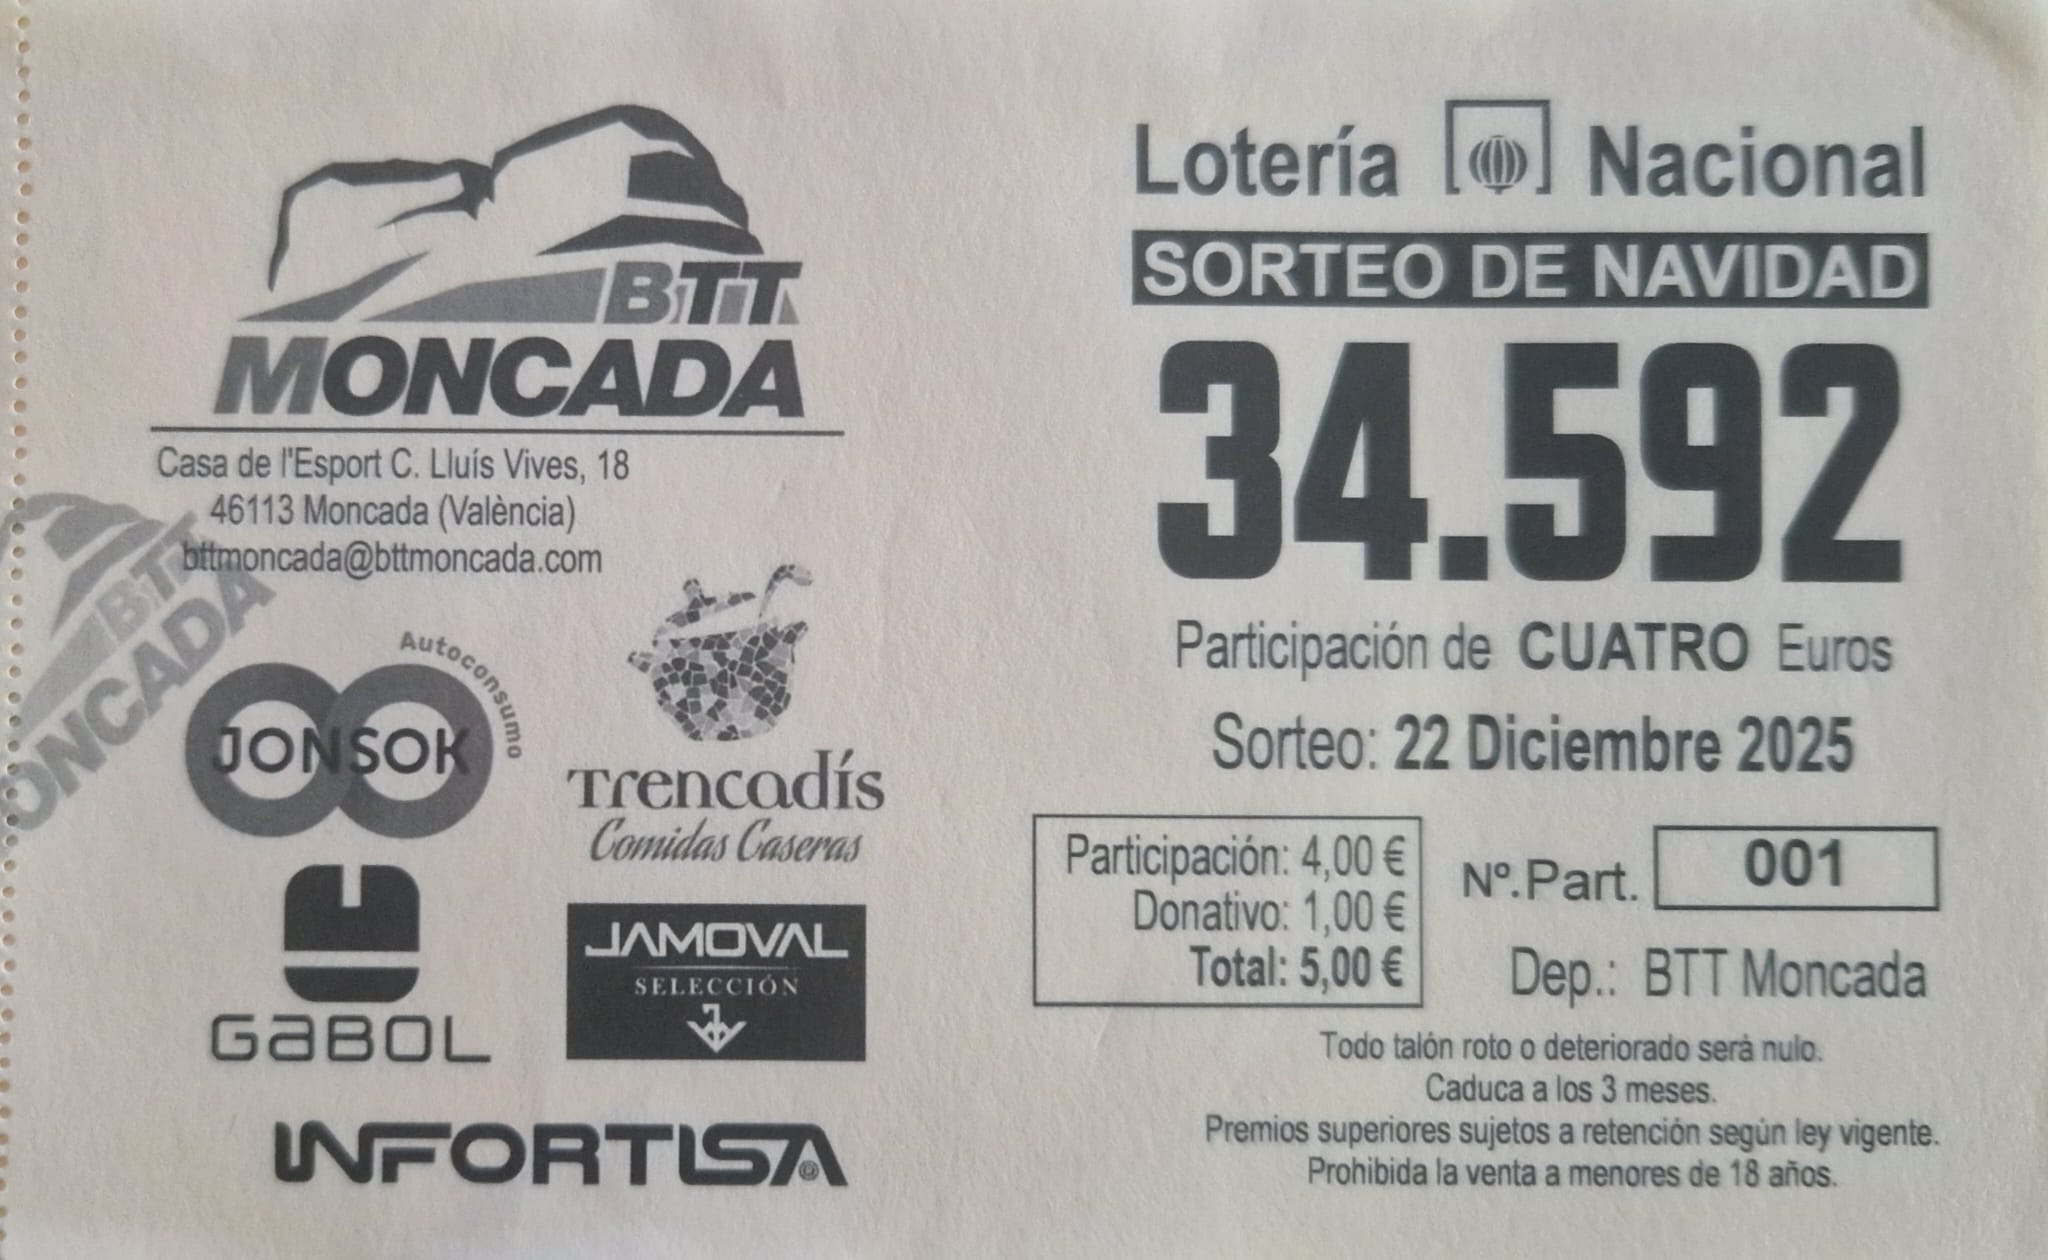 BTT
MONCADA
Casa de l'Esport C. Lluís Vives, 18
46113 Moncada (València)
bttmoncada@bttmoncada.com
BTT
ONCADA
Autoconsumo
JONSOK
Trencadís
Comidas Caseras
GaBOL
JAMOVAL
SELECCIÓN
INFORTISA
Lotería Nacional
SORTEO DE NAVIDAD
34.592
Participación de CUATRO Euros
Sorteo: 22 Diciembre 2025
Participación: 4,00 €
Donativo: 1,00 €
Total: 5,00 €
Nº.Part. 001
Dep.: BTT Moncada
Todo talón roto o deteriorado será nulo.
Caduca a los 3 meses.
Premios superiores sujetos a retención según ley vigente.
Prohibida la venta a menores de 18 años.